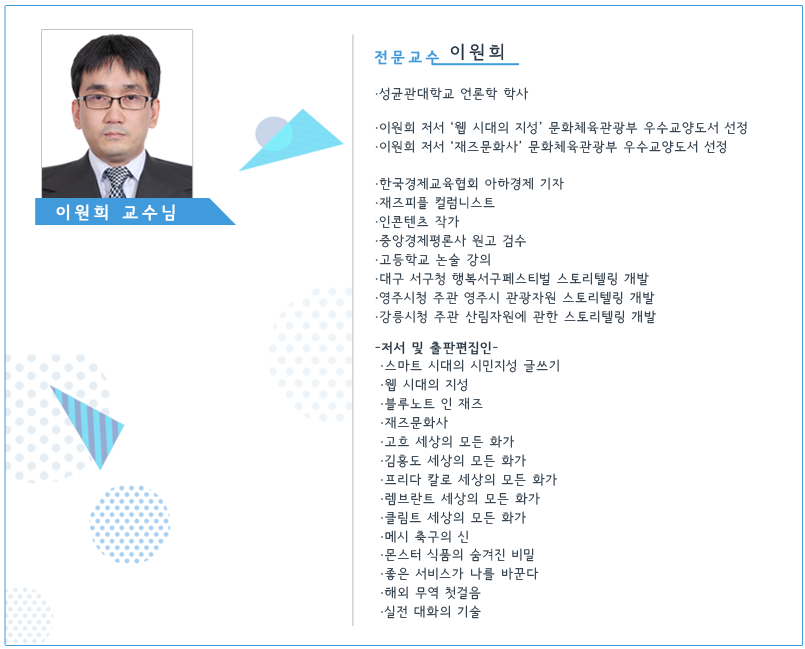 이원희 교수님
전문교수 이원희
·성균관대학교 언론학 학사
·이원희 저서 '웹 시대의 지성' 문화체육관광부 우수교양도서 선정
·이원희 저서 '재즈문화사' 문화체육관광부 우수교양도서 선정
·한국경제교육협회 아하경제 기자
·재즈피플 컬럼니스트
·인콘텐츠 작가
·중앙경제평론사 원고 검수
·고등학교 논술 강의
·대구 서구청 행복서구페스티벌 스토리텔링 개발
·영주시청 주관 영주시 관광자원 스토리텔링 개발
·강릉시청 주관 산림자원에 관한 스토리텔링 개발
-저서 및 출판편집인-
·스마트 시대의 시민지성 글쓰기
·웹 시대의 지성
·블루노트 인 재즈
·재즈문화사
·고흐 세상의 모든 화가
·김홍도 세상의 모든 화가
·프리다 칼로 세상의 모든 화가
·렘브란트 세상의 모든 화가
·클림트 세상의 모든 화가
·메시 축구의 신
·몬스터 식품의 숨겨진 비밀
·좋은 서비스가 나를 바꾼다
·해외 무역 첫걸음
·실전 대화의 기술